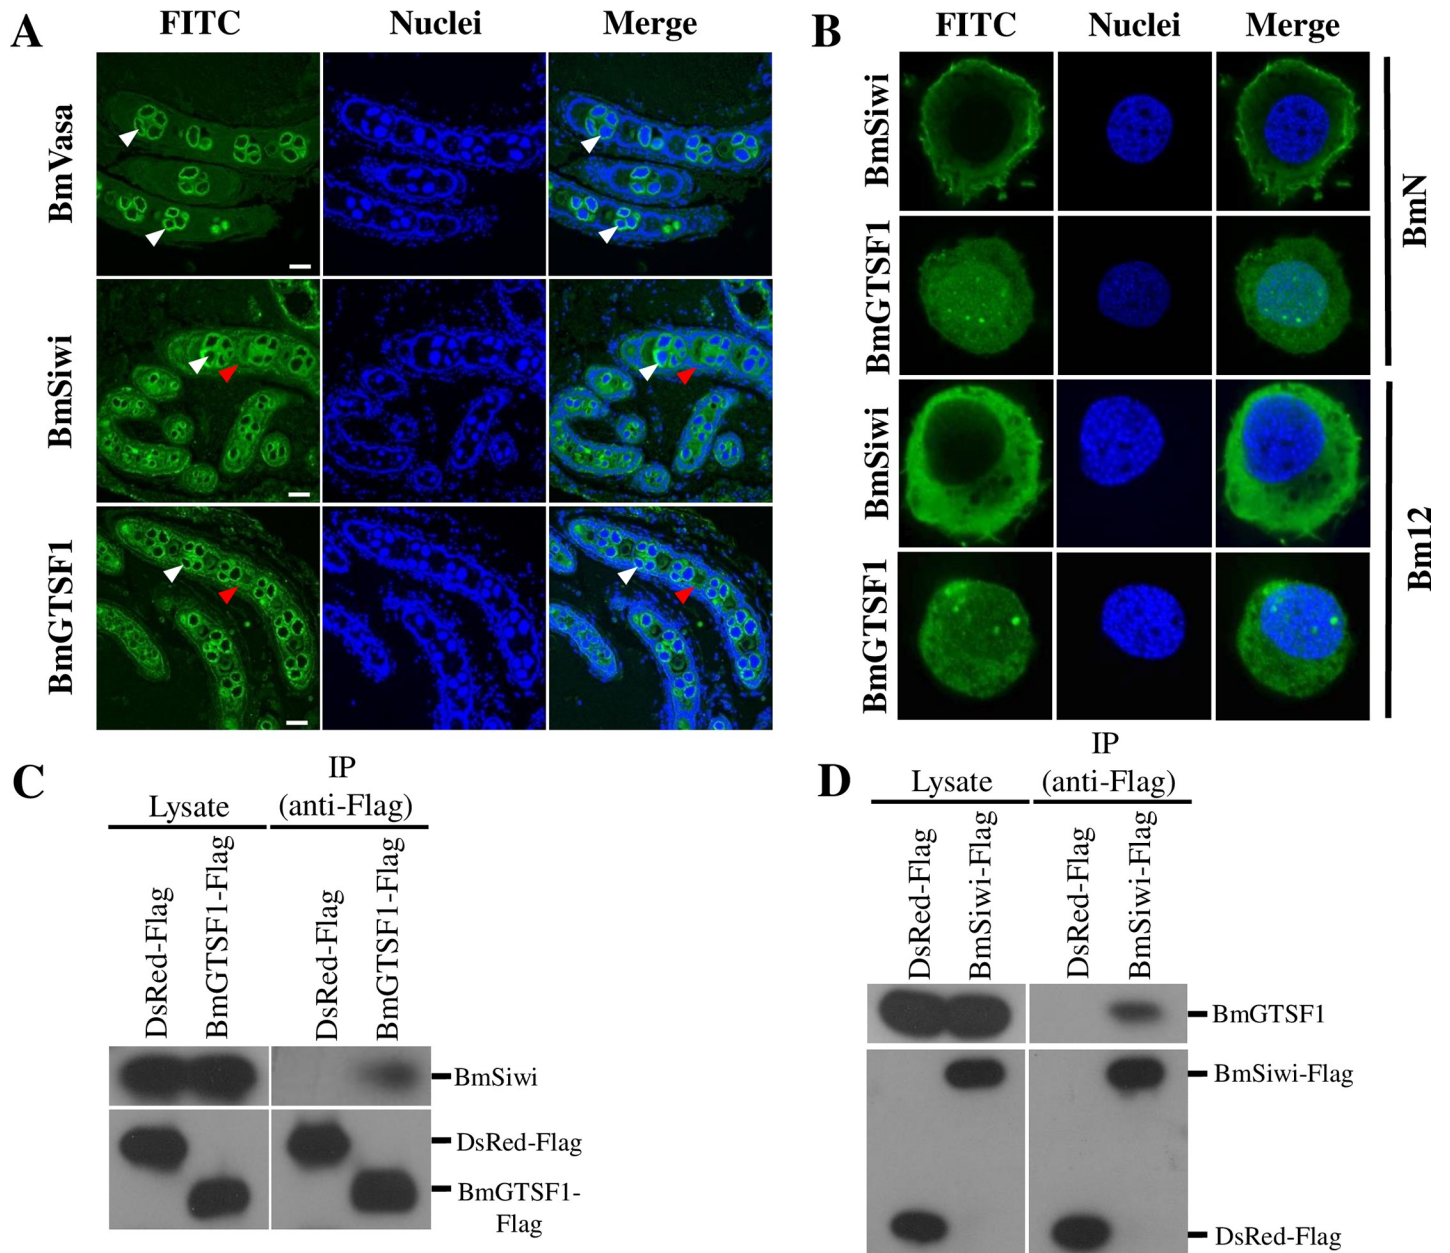 A
FITC
Nuclei
Merge
BmVasa
BmSiwi
BmGTSF1
B
FITC
Nuclei
Merge
BmSiwi
BmGTSF1
BmSiwi
BmGTSF1
BmN
Bm12
C
Lysate
IP
(anti-Flag)
DsRed-Flag
BmGTSF1-Flag
DsRed-Flag
BmGTSF1-Flag
BmSiwi
DsRed-Flag
BmGTSF1-
Flag
D
Lysate
IP
(anti-Flag)
DsRed-Flag
BmSiwi-Flag
DsRed-Flag
BmSiwi-Flag
BmGTSF1
BmSiwi-Flag
DsRed-Flag